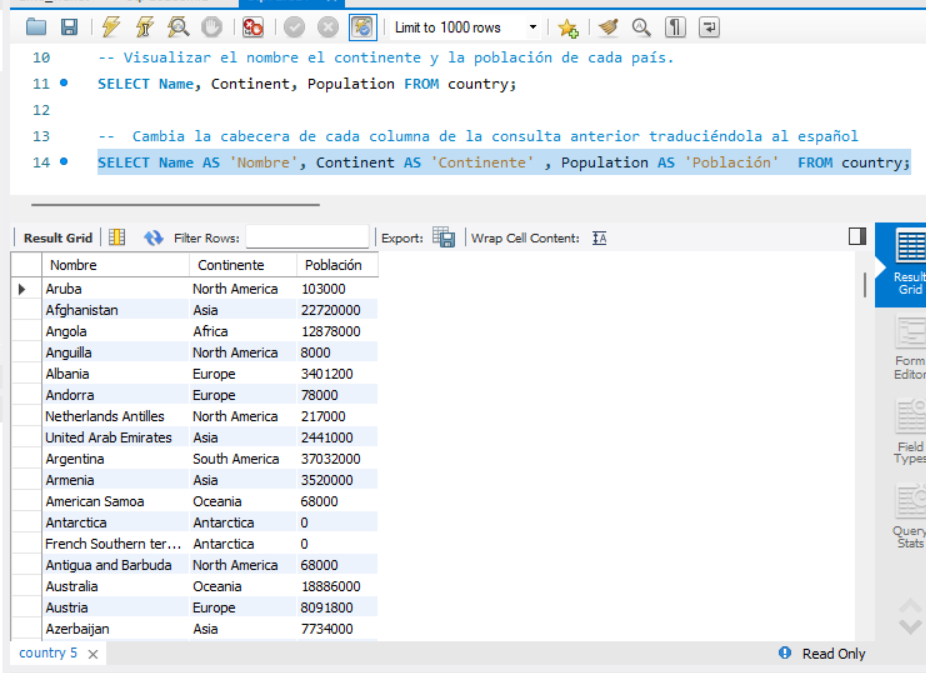 Limit to 1000 rows
10 -- Visualizar el nombre el continente y la población de cada país.
11 SELECT Name, Continent, Population FROM country;
12
13 -- Cambia la cabecera de cada columna de la consulta anterior traduciéndola al español
14 SELECT Name AS 'Nombre', Continent AS 'Continente' , Population AS 'Población' FROM country;
Result Grid Filter Rows: Export: Wrap Cell Content:
Nombre Continente Población
Aruba North America 103000
Afghanistan Asia 22720000
Angola Africa 12878000
Anguilla North America 8000
Albania Europe 3401200
Andorra Europe 78000
Netherlands Antilles North America 217000
United Arab Emirates Asia 2441000
Argentina South America 37032000
Armenia Asia 3520000
American Samoa Oceania 68000
Antarctica Antarctica 0
French Southern ter... Antarctica 0
Antigua and Barbuda North America 68000
Australia Oceania 18886000
Austria Europe 8091800
Azerbaijan Asia 7734000
Result
Grid
Form
Editor
Field
Types
Query
Stats
country 5
Read Only